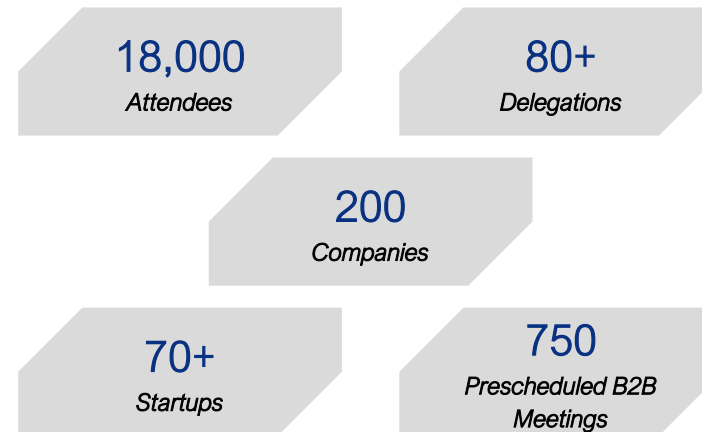 18,000
Attendees
80+
Delegations
200
Companies
70+
Startups
750
Prescheduled B2B
Meetings